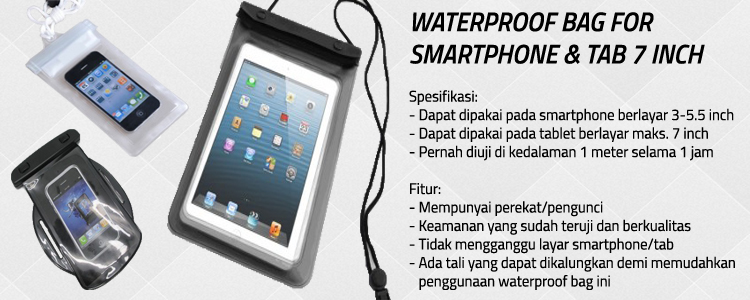 WATERPROOF BAG FOR
SMARTPHONE & TAB 7 INCH
Spesifikasi:
- Dapat dipakai pada smartphone berlayar 3-5.5 inch
- Dapat dipakai pada tablet berlayar maks. 7 inch
- Pernah diuji di kedalaman 1 meter selama 1 jam
Fitur:
- Mempunyai perekat/pengunci
- Keamanan yang sudah teruji dan berkualitas
- Tidak mengganggu layar smartphone/tab
- Ada tali yang dapat dikalungkan demi memudahkan
penggunaan waterproof bag ini